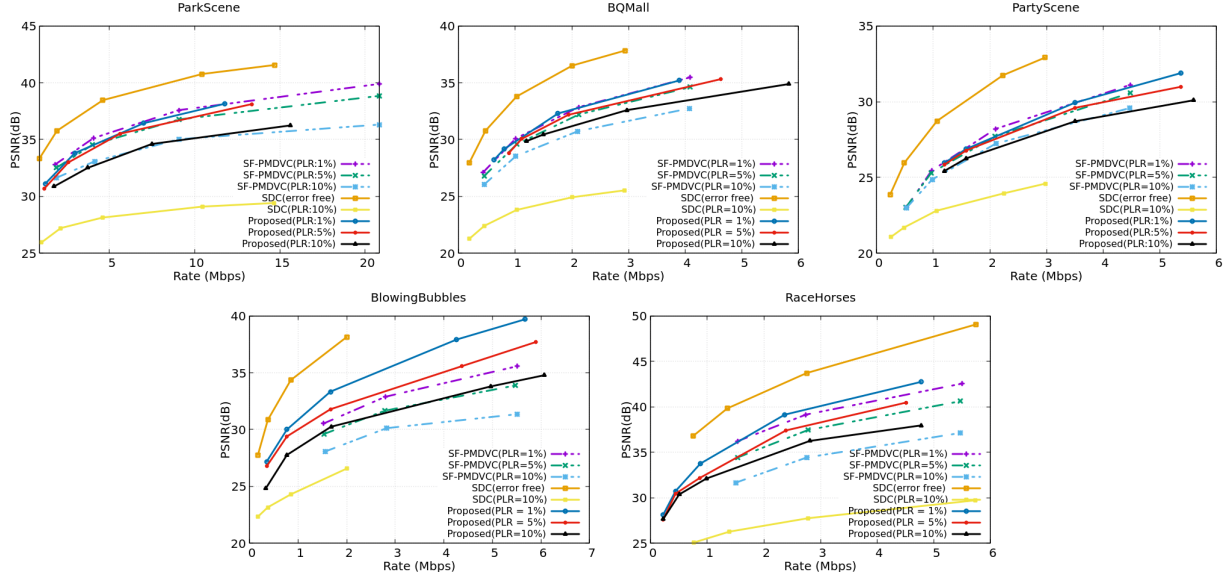 ParkScene
PSNR(dB)
45
40
35
30
25
5
10
15
20
Rate (Mbps)
SF-PMDVC(PLR:1%)
SF-PMDVC(PLR:5%)
SF-PMDVC(PLR:10%)
SDC(error free)
SDC(PLR:10%)
Proposed(PLR:1%)
Proposed(PLR:5%)
Proposed(PLR:10%)
BQMall
PSNR(dB)
40
35
30
25
20
0
1
2
3
4
5
6
Rate (Mbps)
SF-PMDVC(PLR=1%)
SF-PMDVC(PLR=5%)
SF-PMDVC(PLR=10%)
SDC(error free)
SDC(PLR=10%)
Proposed(PLR = 1%)
Proposed(PLR = 5%)
Proposed(PLR=10%)
PartyScene
PSNR(dB)
35
30
25
20
0
1
2
3
4
5
6
Rate (Mbps)
SF-PMDVC(PLR=1%)
SF-PMDVC(PLR=5%)
SF-PMDVC(PLR=10%)
SDC(error free)
SDC(PLR=10%)
Proposed(PLR:1%)
Proposed(PLR:5%)
Proposed(PLR:10%)
BlowingBubbles
PSNR(dB)
40
35
30
25
20
0
1
2
3
4
5
6
7
Rate (Mbps)
SF-PMDVC(PLR=1%)
SF-PMDVC(PLR=5%)
SF-PMDVC(PLR=10%)
SDC(error free)
SDC(PLR=10%)
Proposed(PLR = 1%)
Proposed(PLR = 5%)
Proposed(PLR=10%)
RaceHorses
PSNR(dB)
50
45
40
35
30
25
0
1
2
3
4
5
6
Rate (Mbps)
SF-PMDVC(PLR=1%)
SF-PMDVC(PLR=5%)
SF-PMDVC(PLR=10%)
SDC(error free)
SDC(PLR=10%)
Proposed(PLR = 1%)
Proposed(PLR = 5%)
Proposed(PLR=10%)